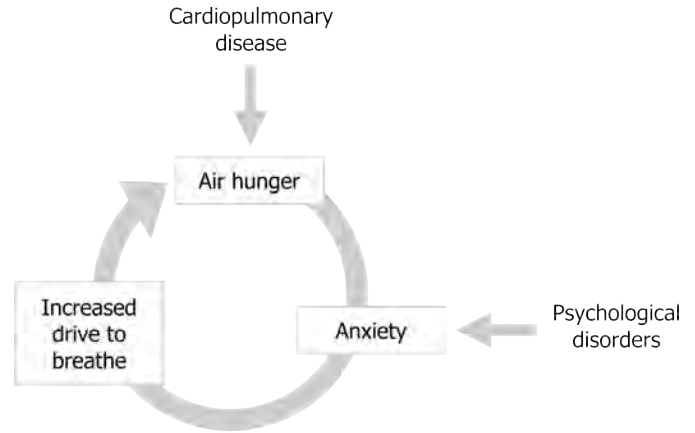 Cardiopulmonary
disease
Air hunger
Increased
drive to
breathe
Anxiety
Psychological
disorders